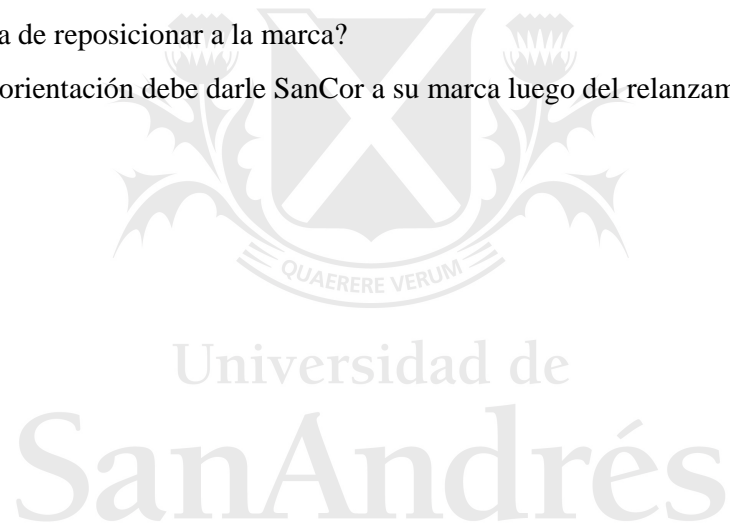 a de reposicionar a la marca?
orientación debe darle SanCor a su marca luego del relanzam
QUAERERE VERUM
Universidad de
SanAndrés